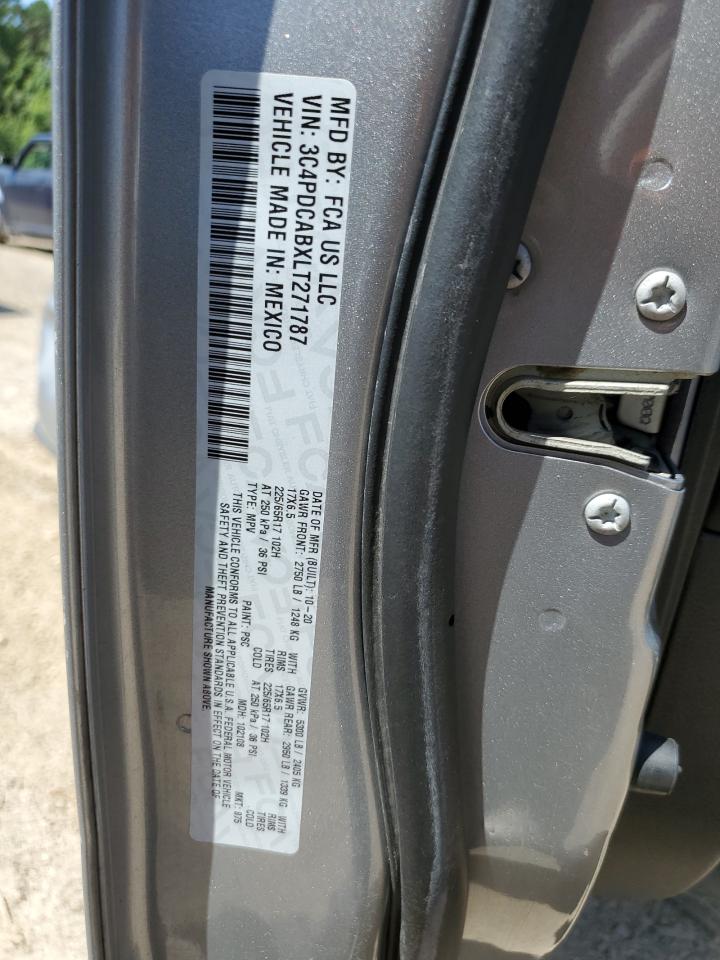 MFD BY: FCA US LLC
VIN: 3C4PDCABXLT271787
VEHICLE MADE IN: MEXICO
DATE OF MFR (BUILT): 10-20 GVWR: 5300 LB / 2405 KG
GAWR FRONT: 2750 LB / 1248 KG WITH GAWR REAR: 2950 LB / 1339 KG WITH
17X6.5 RIMS 17X6.5 RIMS
225/65R17 102H TIRES 225/65R17 102H TIRES
AT 250 kPa / 36 PSI COLD AT 250 kPa / 36 PSI COLD
TYPE: MPV PAINT: PSC MDH: 102108 MKT: 975
THIS VEHICLE CONFORMS TO ALL APPLICABLE U.S.A. FEDERAL MOTOR VEHICLE
SAFETY AND THEFT PREVENTION STANDARDS IN EFFECT ON THE DATE OF
MANUFACTURE SHOWN ABOVE.